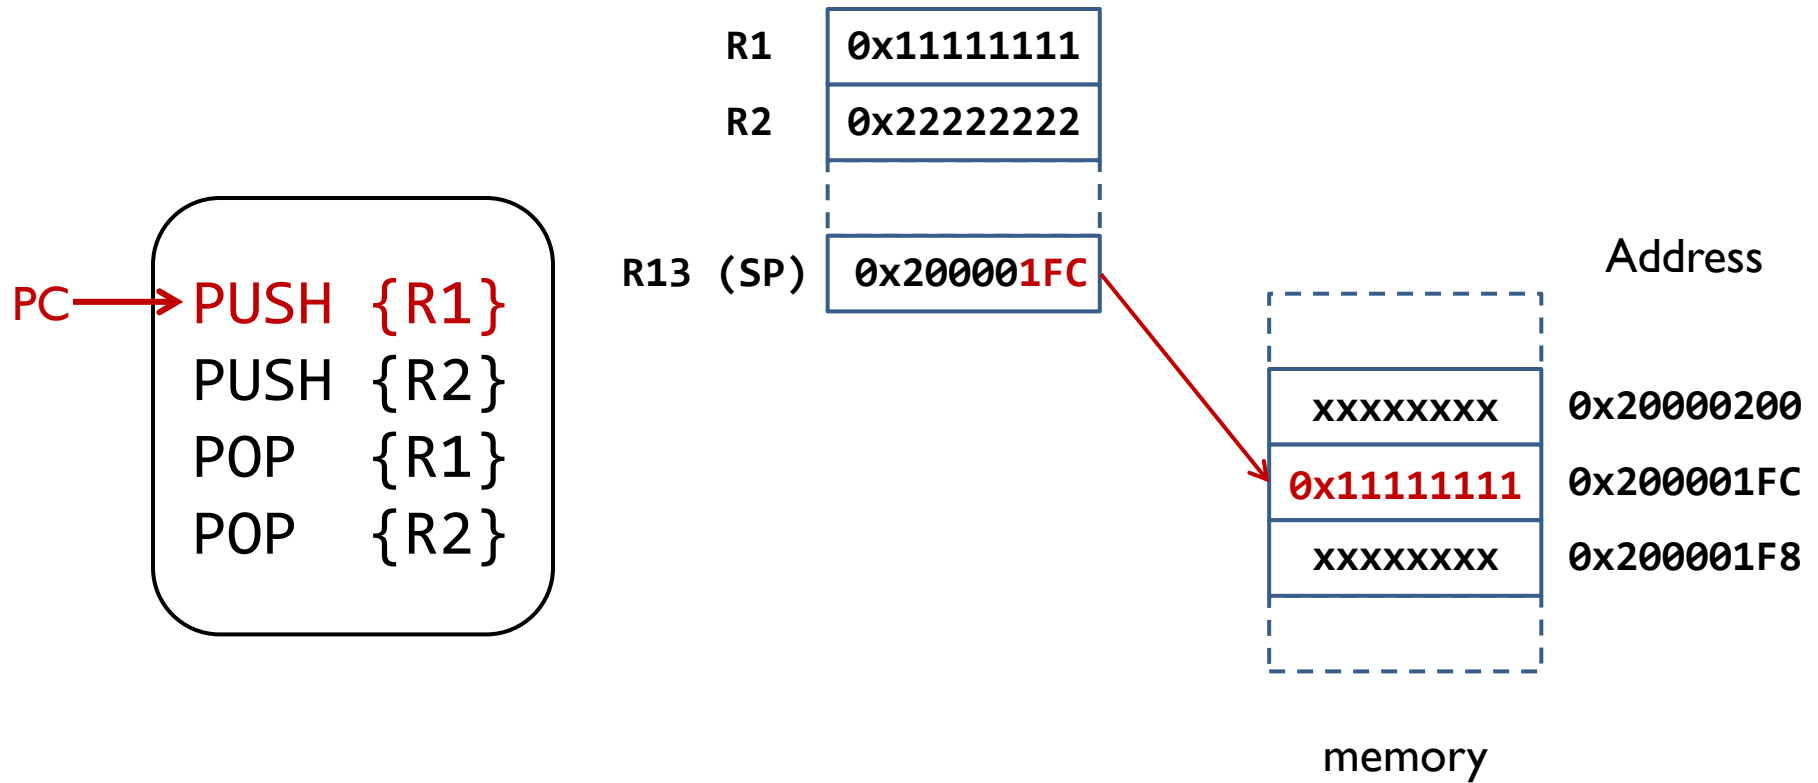 R1 0x11111111
R2 0x22222222
R13 (SP) 0x200001FC
PC PUSH {R1}
PUSH {R2}
POP {R1}
POP {R2}
Address
xxxxxxxx 0x20000200
0x11111111 0x200001FC
xxxxxxxx 0x200001F8
memory